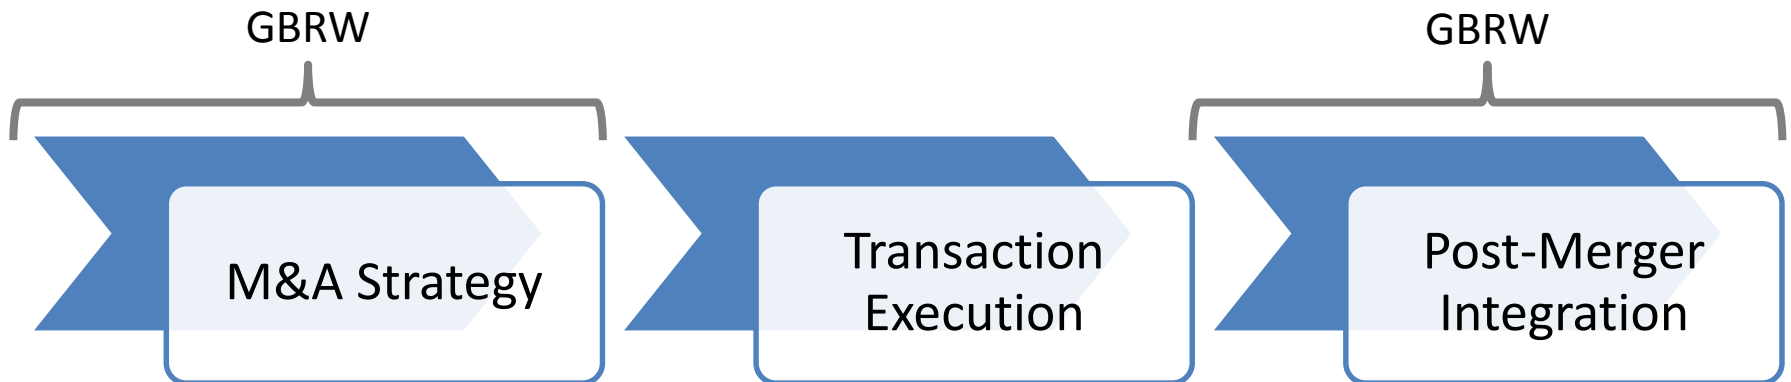 GBRW
GBRW
M&A Strategy
Transaction
Execution
Post-Merger
Integration